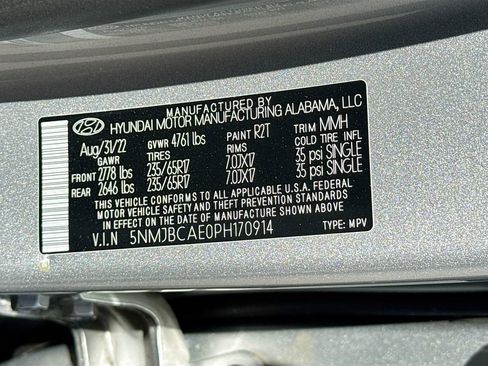 MANUFACTURED BY
HYUNDAI MOTOR MANUFACTURING ALABAMA, LLC
Aug/31/22 GVWR 4761 lbs PAINT R2T TRIM MMH
GAWR TIRES RIMS COLD TIRE INFL
FRONT 2778 lbs 235/65R17 7.0JX17 35 psi SINGLE
REAR 2646 lbs 235/65R17 7.0JX17 35 psi SINGLE
THIS VEHICLE CONFORMS TO ALL APPLICABLE U.S.A. FEDERAL
MOTOR VEHICLE SAFETY AND THEFT PREVENTION STANDARDS
IN EFFECT ON THE DATE OF MANUFACTURE SHOWN ABOVE.
V.I.N 5NMJBCAE0PH170914 TYPE: MPV